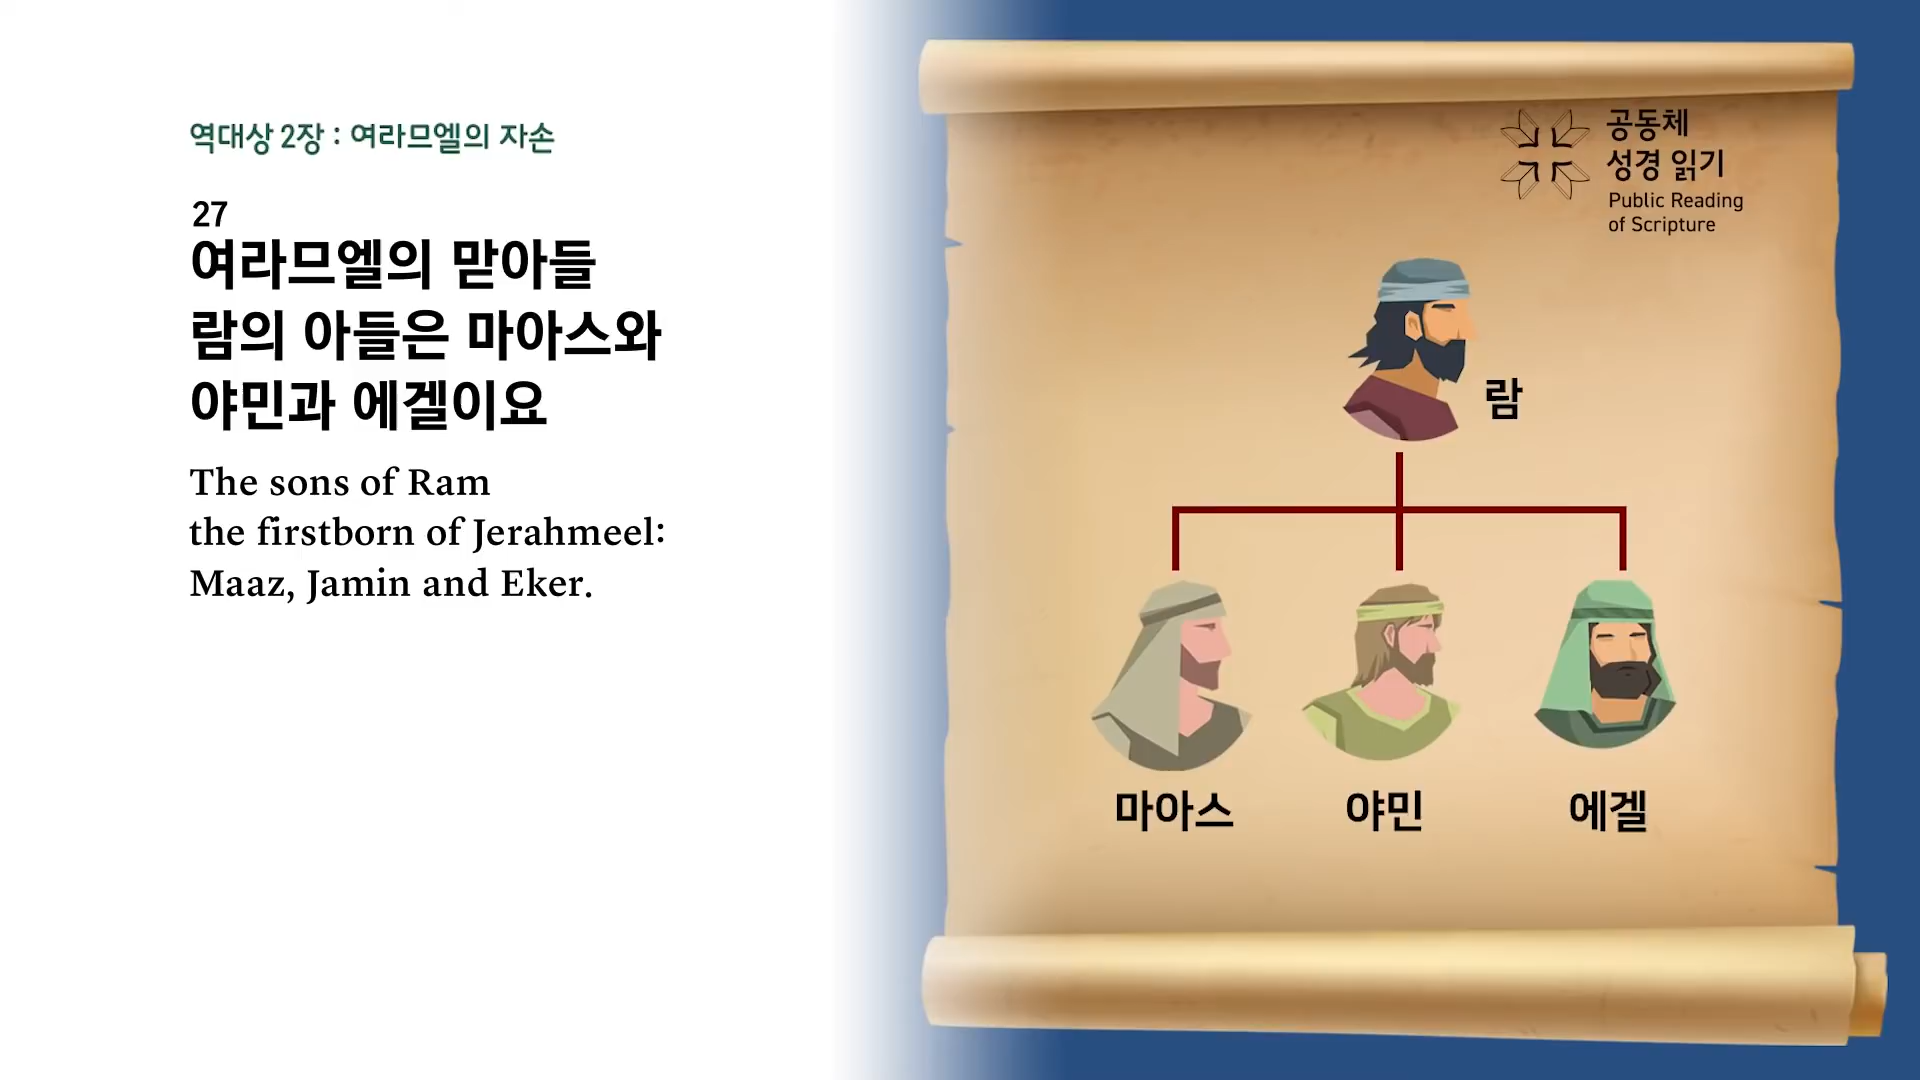 역대상 2장 : 여라므엘의 자손
27
여라므엘의 맏아들
람의 아들은 마아스와
야민과 에겔이요
The sons of Ram
the firstborn of Jerahmeel:
Maaz, Jamin and Eker.
공동체
성경 읽기
Public Reading
of Scripture
람
마아스
야민
에겔